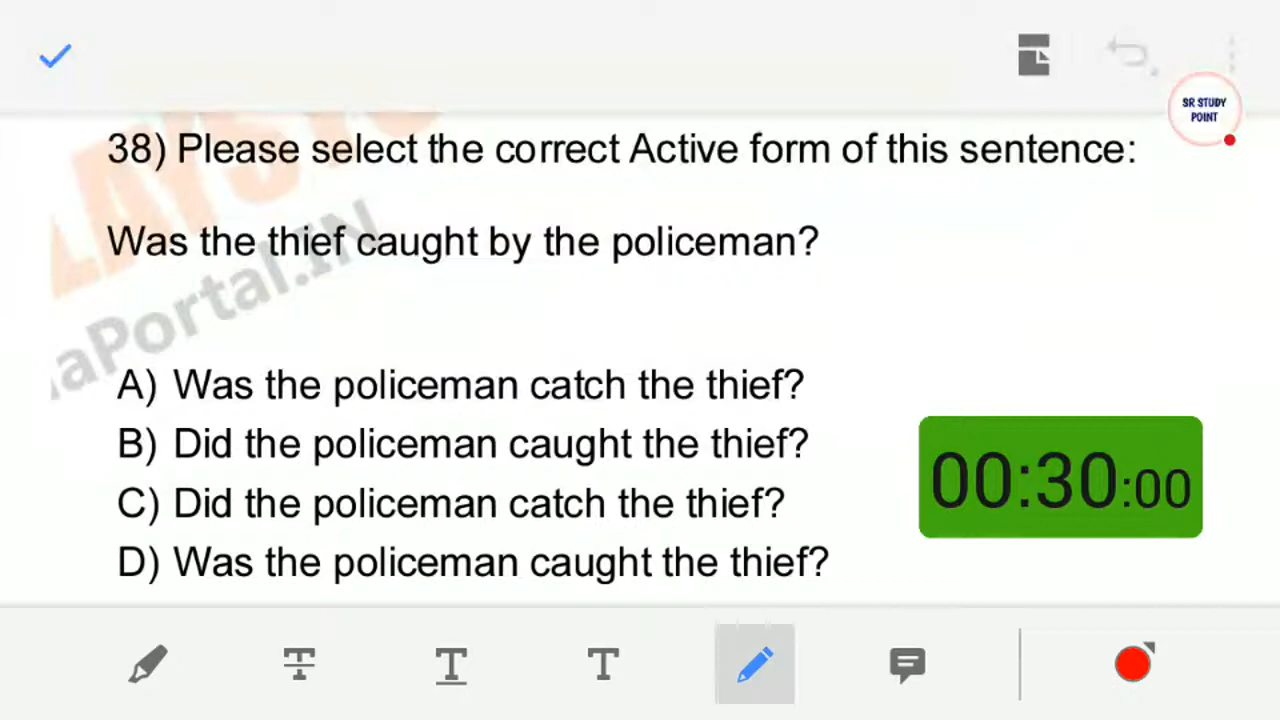 SR STUDY
POINT
38) Please select the correct Active form of this sentence:
Was the thief caught by the policeman?
aPortal.IN
A) Was the policeman catch the thief?
B) Did the policeman caught the thief?
C) Did the policeman catch the thief?
D) Was the policeman caught the thief?
00:30:00